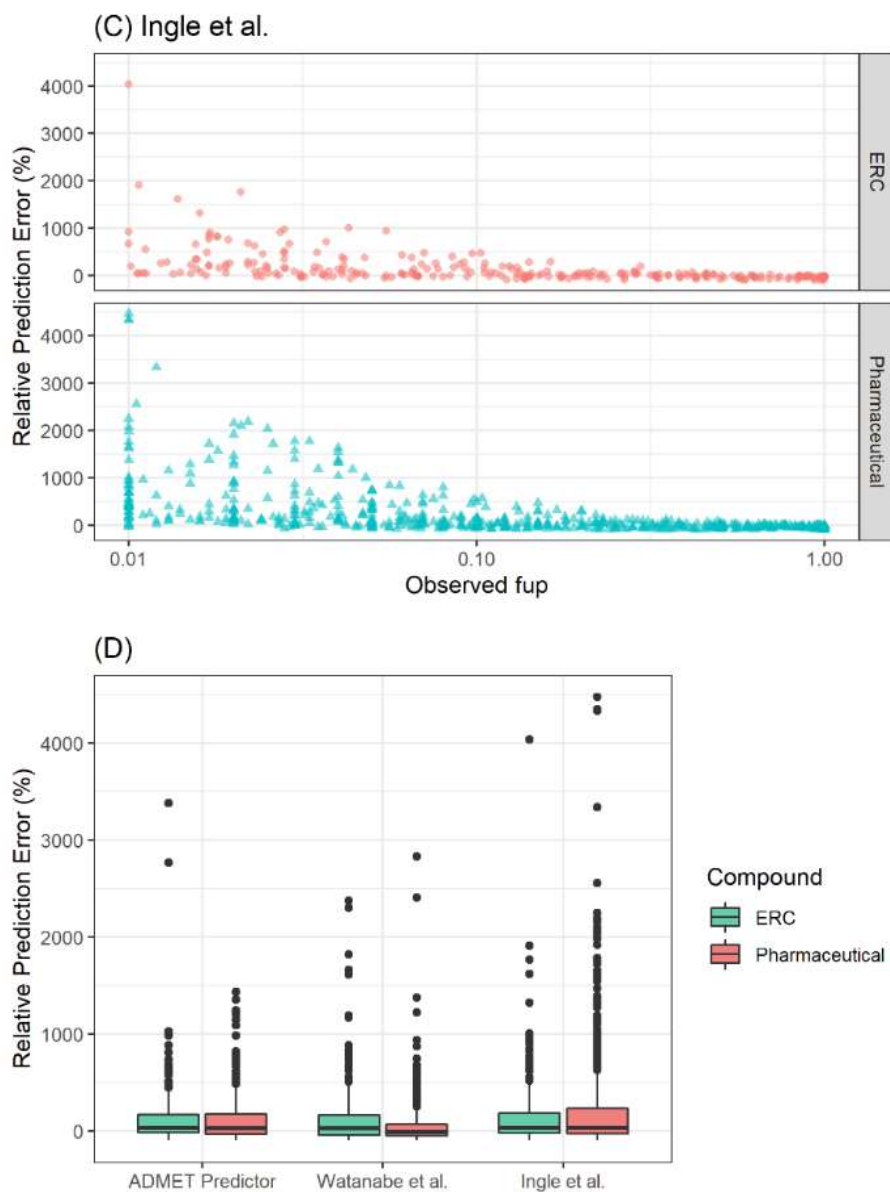 (C) Ingle et al.
Relative Prediction Error (%)
4000
3000
2000
1000
0
ERC
4000
3000
2000
1000
0
Pharmaceutical
0.01
0.10
1.00
Observed fup
(D)
Relative Prediction Error (%)
4000
3000
2000
1000
0
ADMET Predictor
Watanabe et al.
Ingle et al.
Compound
ERC
Pharmaceutical